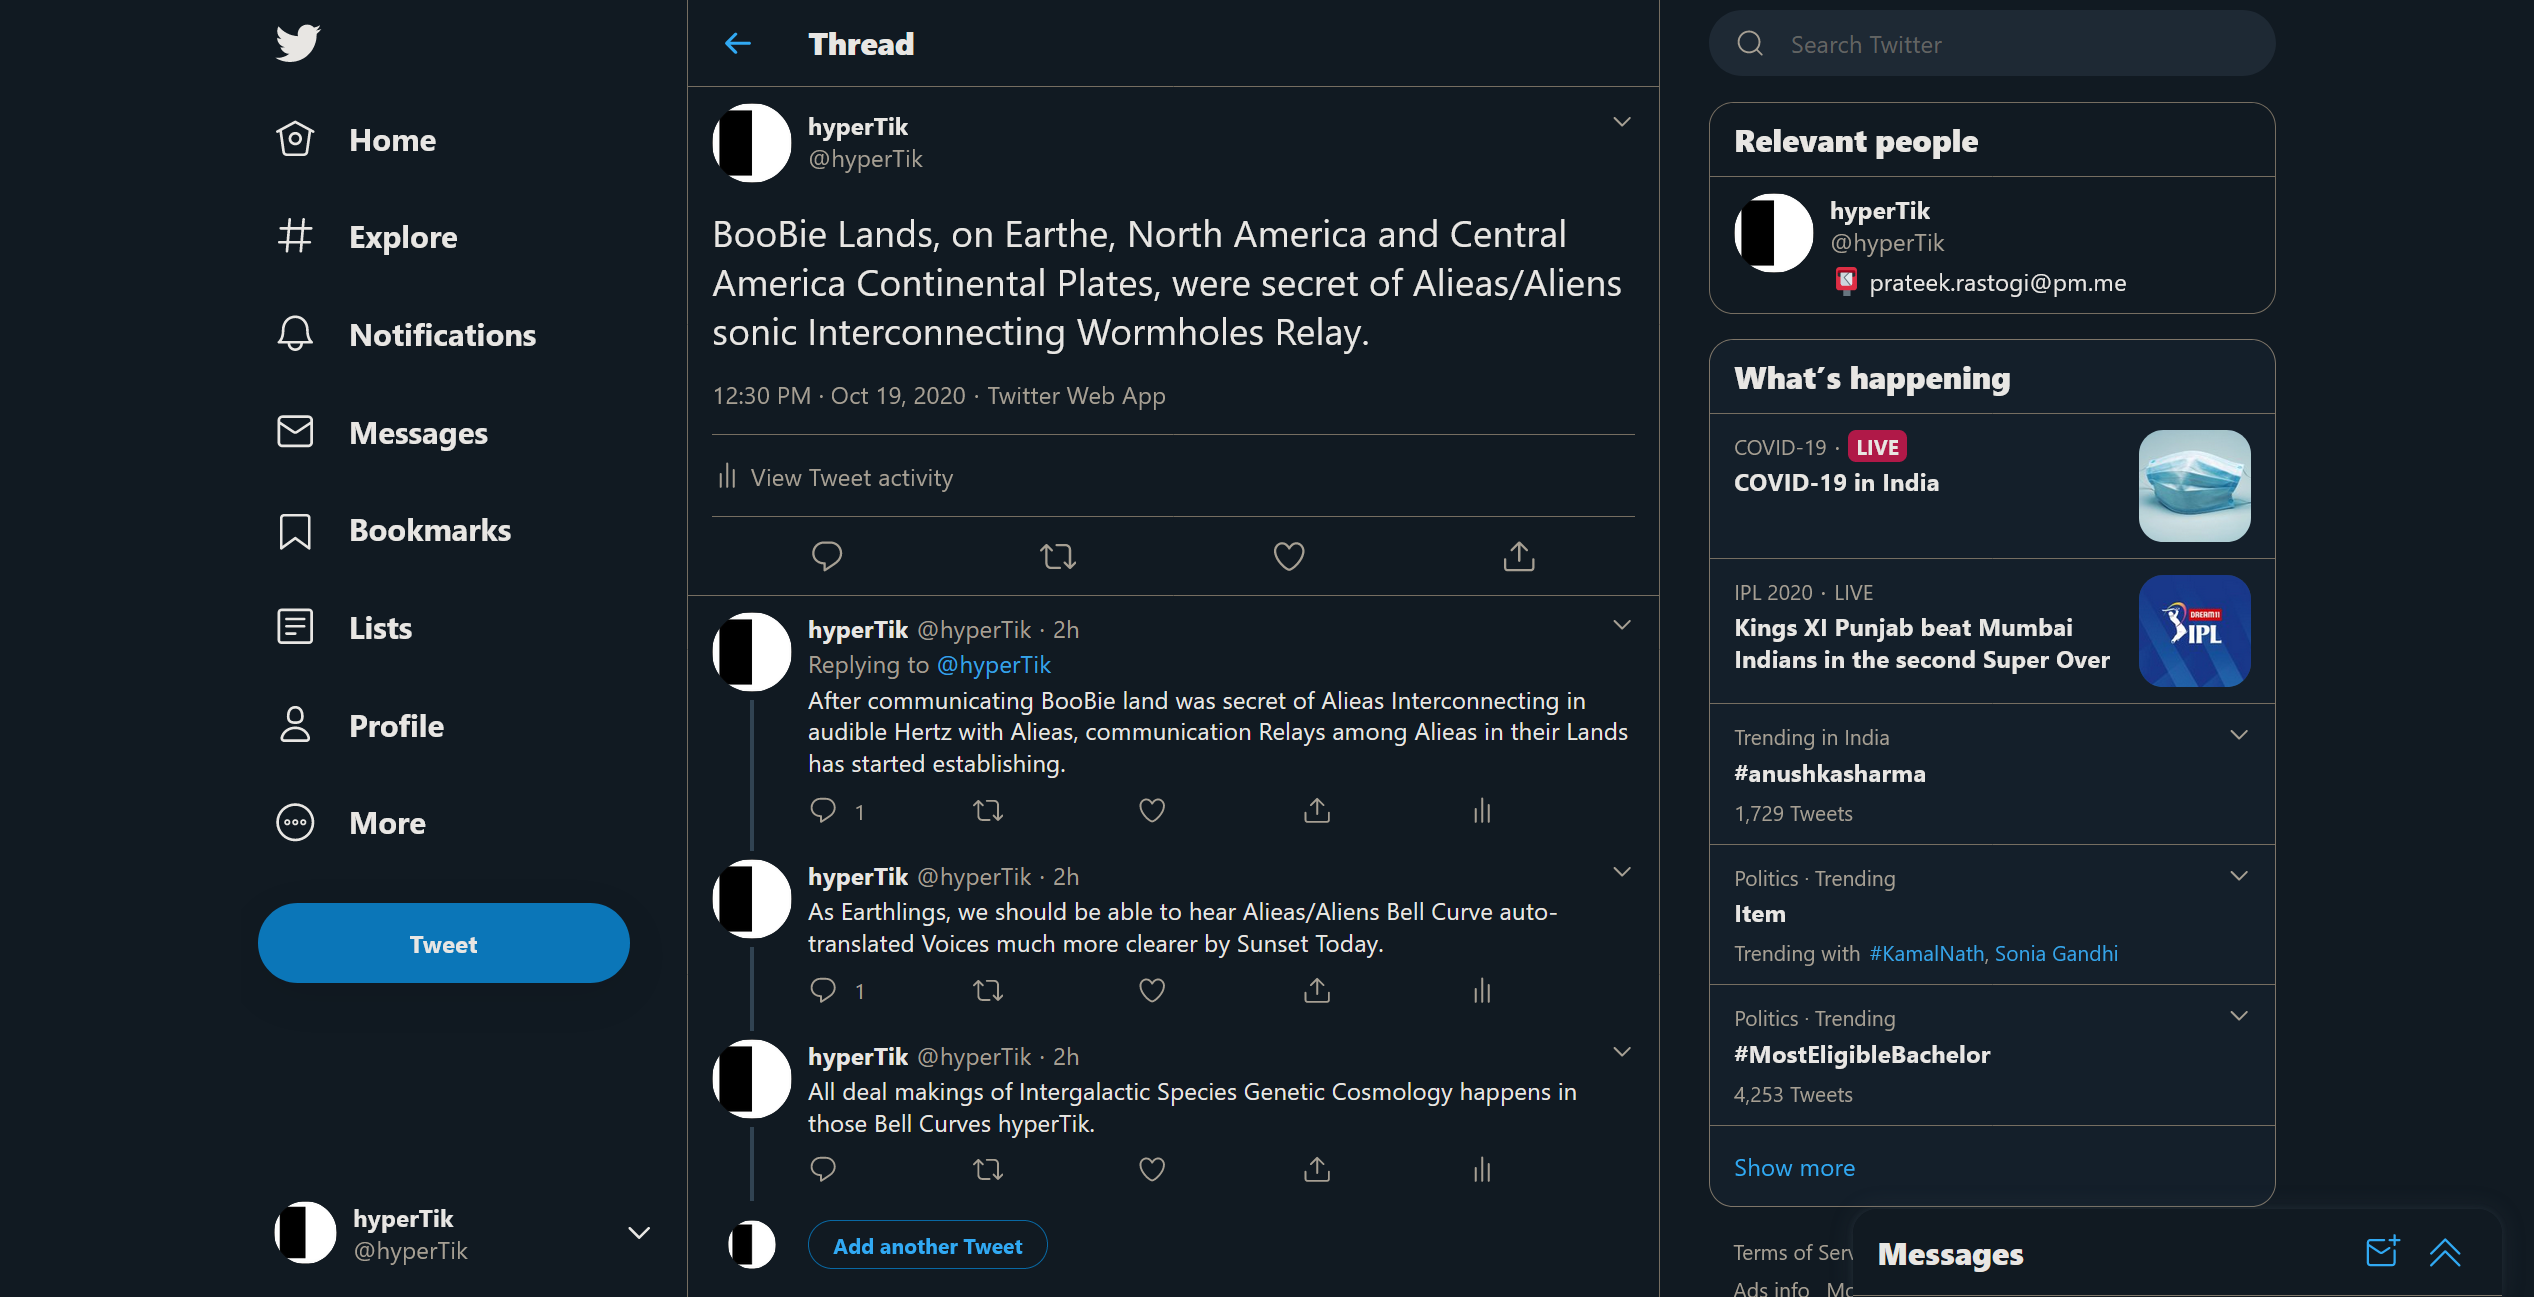 Home
Explore
Notifications
Messages
Bookmarks
Lists
Profile
More
Tweet
hyperTik
@hyperTik
Thread
hyperTik
@hyperTik
BooBie Lands, on Earthe, North America and Central
America Continental Plates, were secret of Alieas/Aliens
sonic Interconnecting Wormholes Relay.
12:30 PM · Oct 19, 2020 · Twitter Web App
View Tweet activity
hyperTik @hyperTik · 2h
Replying to @hyperTik
After communicating BooBie land was secret of Alieas Interconnecting in
audible Hertz with Alieas, communication Relays among Alieas in their Lands
has started establishing.
1
hyperTik @hyperTik · 2h
As Earthlings, we should be able to hear Alieas/Aliens Bell Curve auto-
translated Voices much more clearer by Sunset Today.
1
hyperTik @hyperTik · 2h
All deal makings of Intergalactic Species Genetic Cosmology happens in
those Bell Curves hyperTik.
Add another Tweet
Search Twitter
Relevant people
hyperTik
@hyperTik
prateek.rastogi@pm.me
What's happening
COVID-19 · LIVE
COVID-19 in India
IPL 2020 · LIVE
Kings XI Punjab beat Mumbai
Indians in the second Super Over
DREAM11
IPL
Trending in India
#anushkasharma
1,729 Tweets
Politics · Trending
Item
Trending with #KamalNath, Sonia Gandhi
Politics · Trending
#MostEligibleBachelor
4,253 Tweets
Show more
Terms of
Ads info
Messages